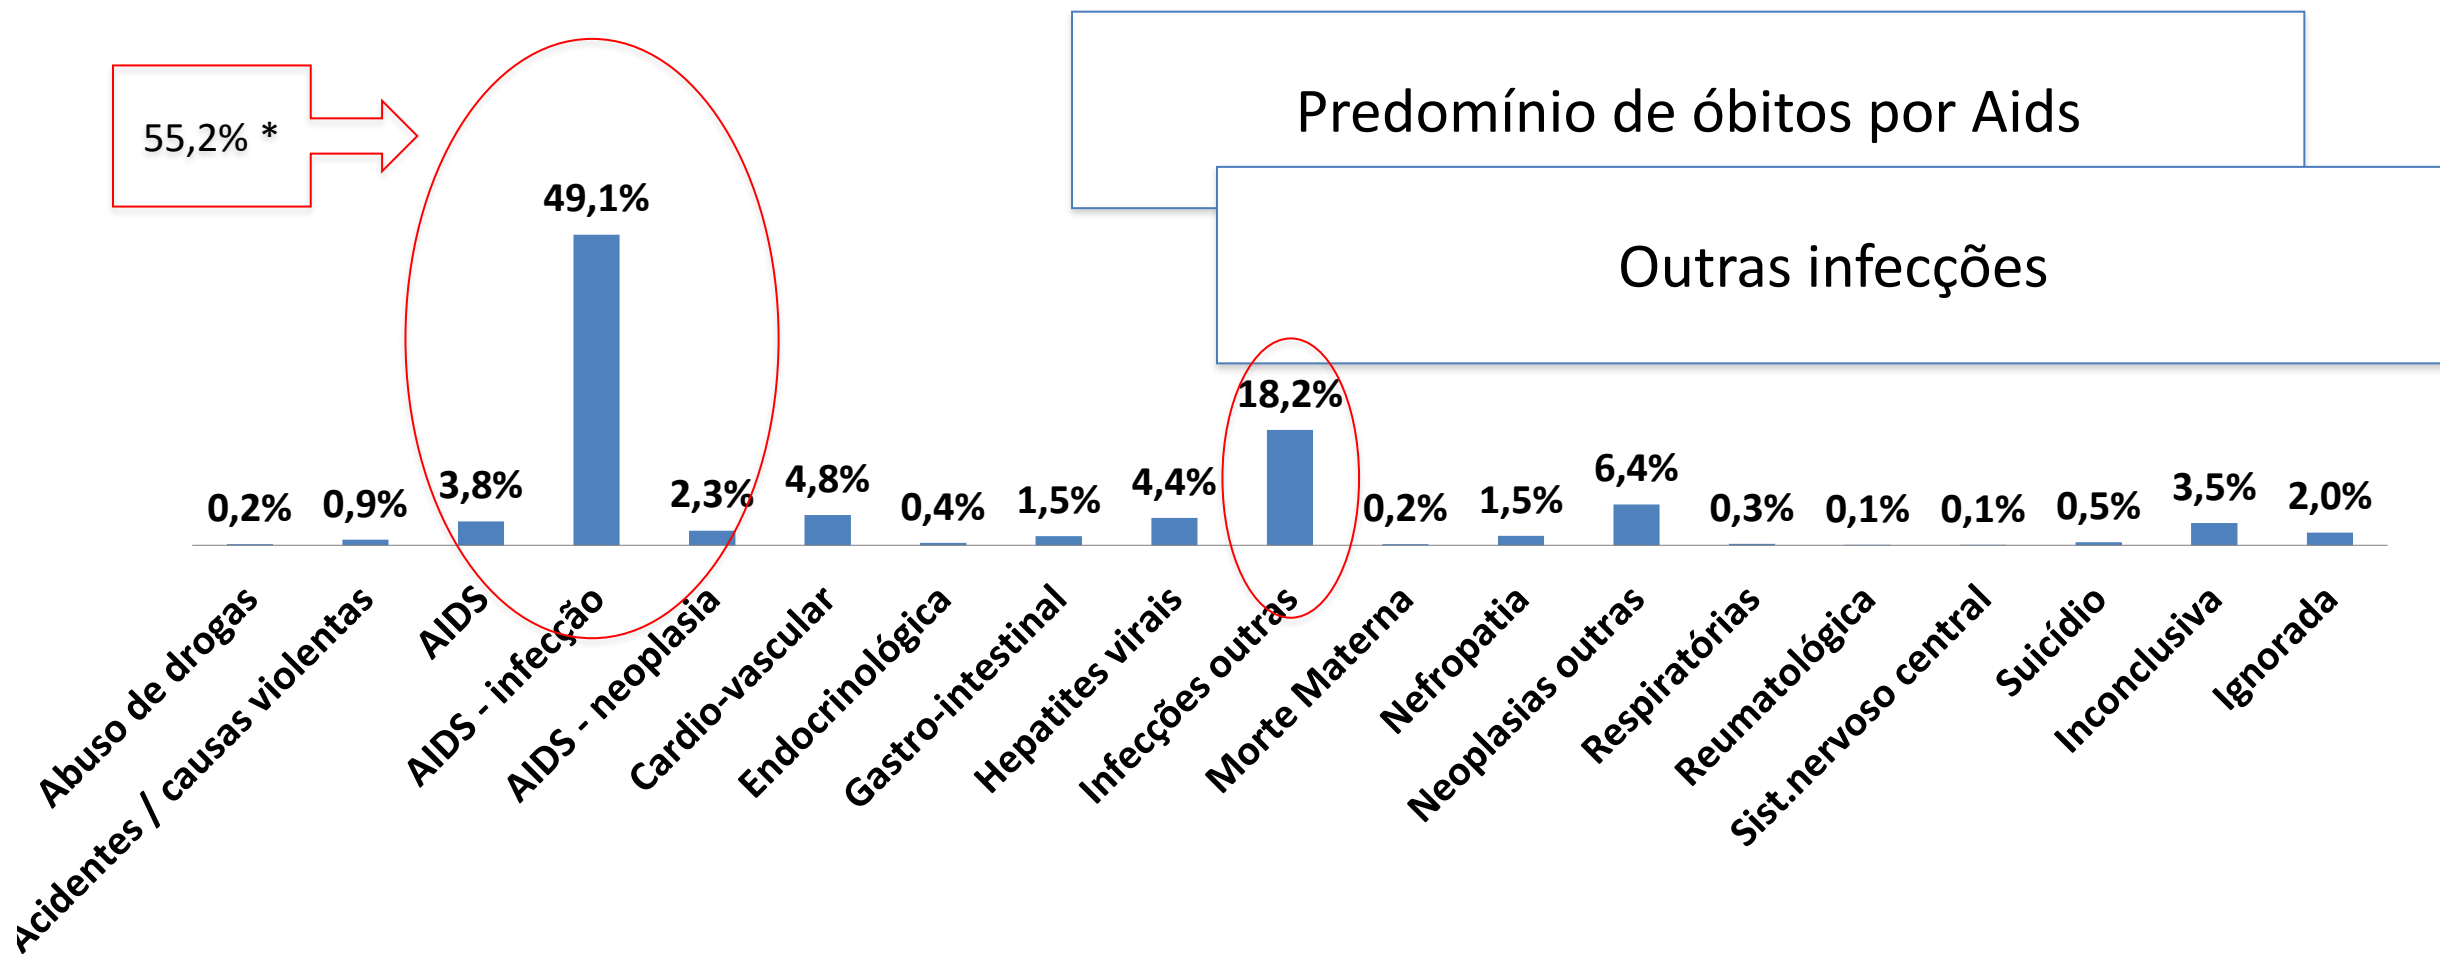 Predomínio de óbitos por Aids
55,2% *
Outras infecções
49,1%
18,2%
0,2%
0,9%
3,8%
2,3%
4,8%
0,4%
1,5%
4,4%
0,2%
1,5%
6,4%
0,3%
0,1%
0,1%
0,5%
3,5%
2,0%
Abuso de drogas
Acidentes / causas violentas
AIDS
AIDS - infecção
AIDS - neoplasia
Cardio-vascular
Endocrinológica
Gastro-intestinal
Hepatites virais
Infecções outras
Morte Materna
Nefropatia
Neoplasias outras
Respiratórias
Reumatológica
Sist.nervoso central
Suicídio
Inconclusiva
Ignorada